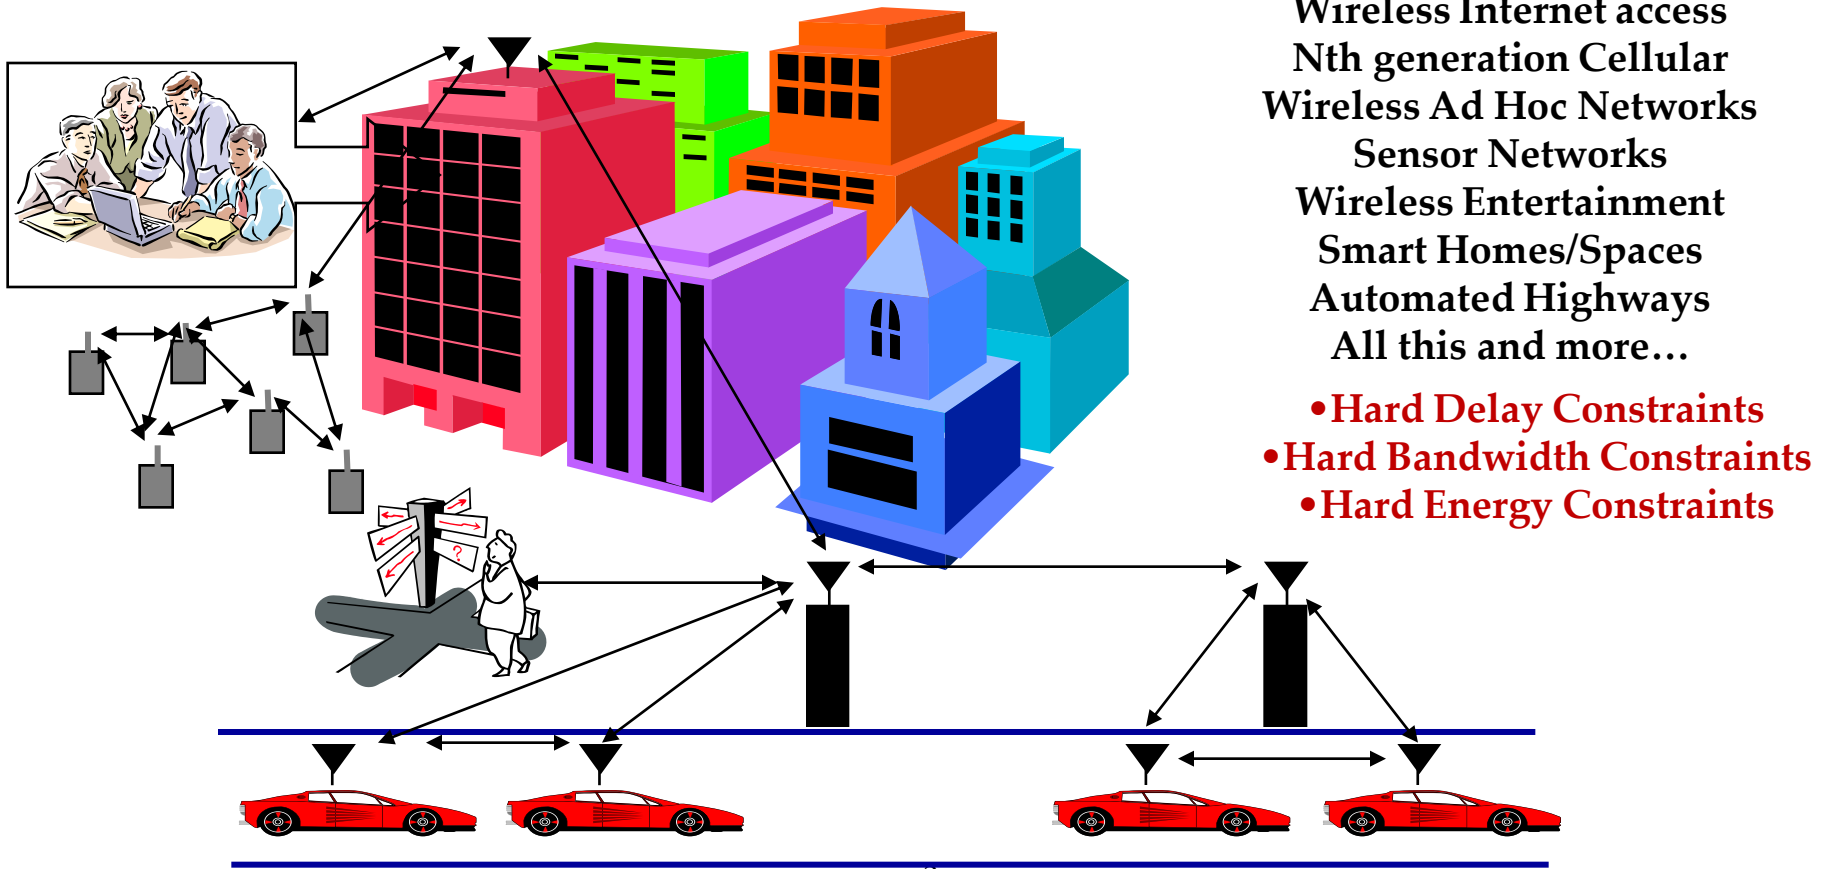 Wireless Internet access
Nth generation Cellular
Wireless Ad Hoc Networks
Sensor Networks
Wireless Entertainment
Smart Homes/Spaces
Automated Highways
All this and more…
•Hard Delay Constraints
•Hard Bandwidth Constraints
•Hard Energy Constraints
?